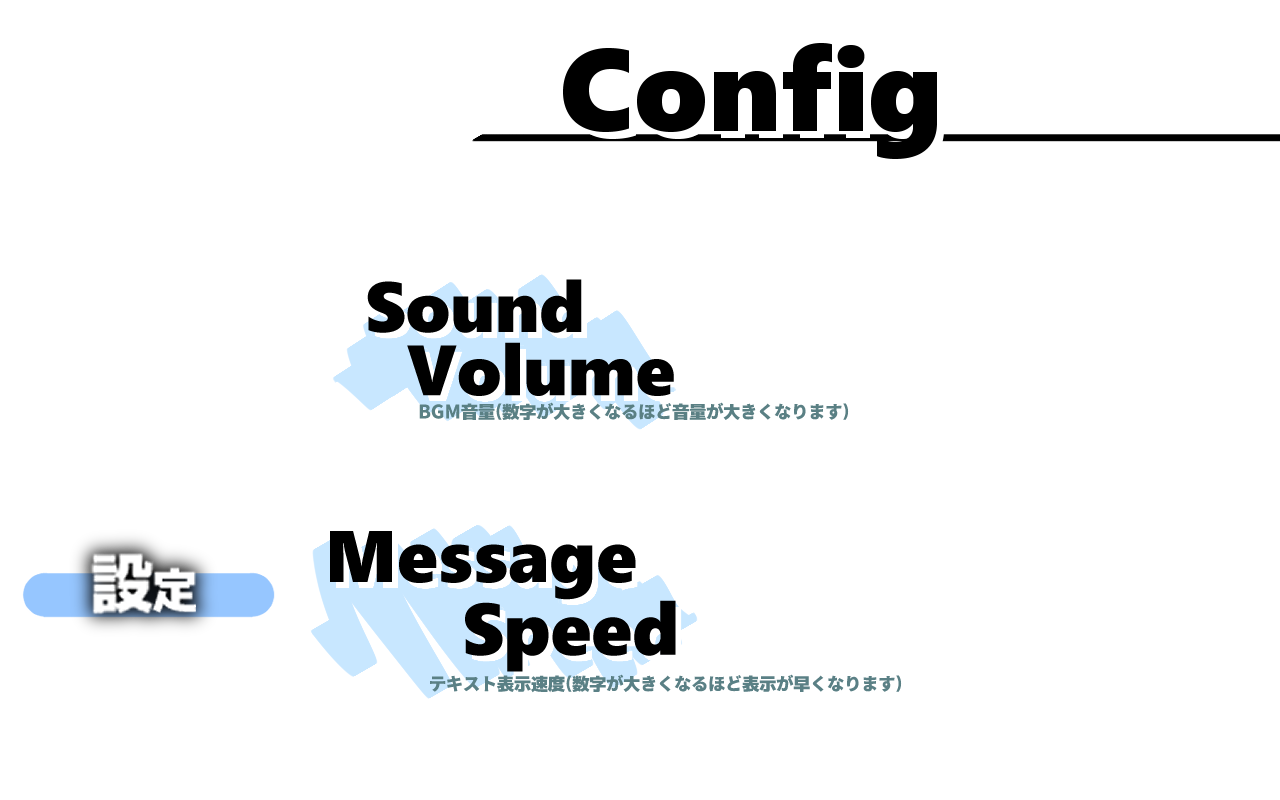 Config
Sound
Volume
BGM音量(数字が大きくなるほど音量が大きくなります)
設定
Message
Speed
テキスト表示速度(数字が大きくなるほど表示が早くなります)